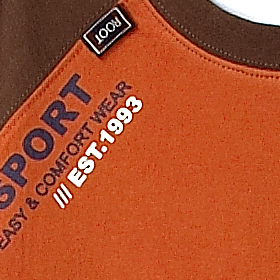 ROOT
SPORT
EASY & COMFORT WEAR
/// EST.1993